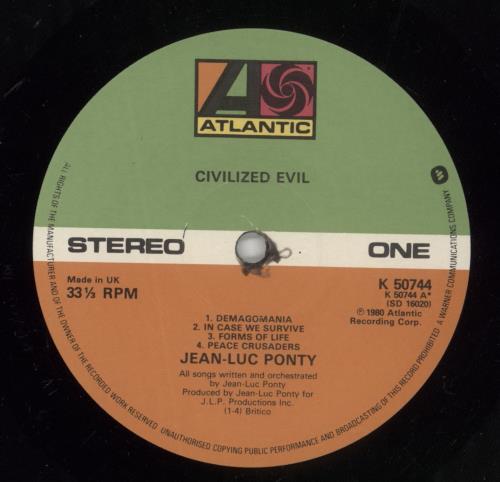 ATLANTIC
CIVILIZED EVIL
STEREO ONE
Made in UK
33⅓ RPM
K 50744
K 50744 A*
(SD 16020)
℗ 1980 Atlantic
Recording Corp.
1. DEMAGOMANIA
2. IN CASE WE SURVIVE
3. FORMS OF LIFE
4. PEACE CRUSADERS
JEAN-LUC PONTY
All songs written and orchestrated
by Jean-Luc Ponty
Produced by Jean-Luc Ponty for
J.L.P. Productions Inc.
(1-4) Britico
ALL RIGHTS OF THE MANUFACTURER AND OF THE OWNER OF THE RECORDED WORK RESERVED UNAUTHORISED COPYING PUBLIC PERFORMANCE AND BROADCASTING OF THIS RECORD PROHIBITED A WARNER COMMUNICATIONS COMPANY